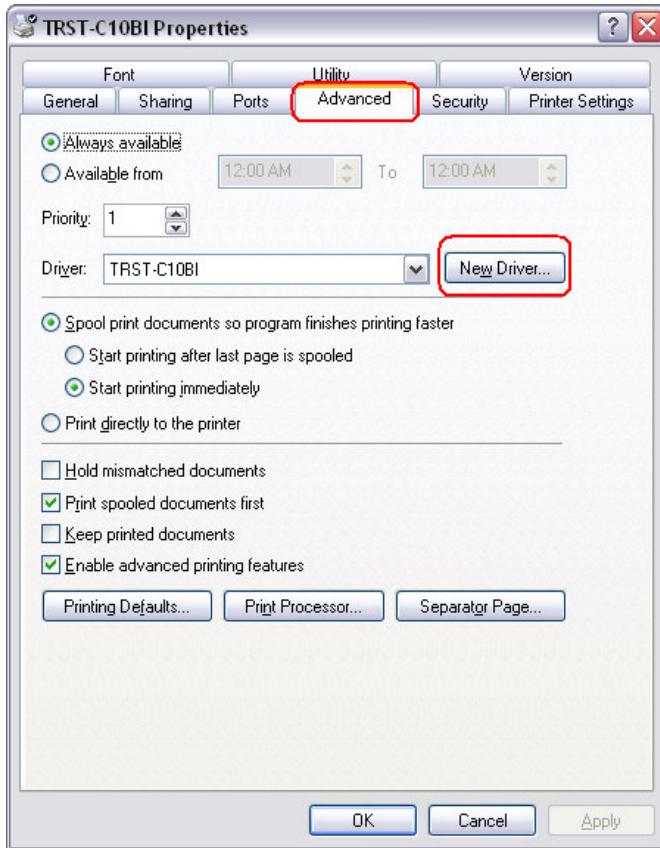 TRST-C10BI Properties
Font Utility Version
General Sharing Ports Advanced Security Printer Settings
Always available
Available from 12:00 AM To 12:00 AM
Priority: 1
Driver: TRST-C10BI New Driver...
Spool print documents so program finishes printing faster
Start printing after last page is spooled
Start printing immediately
Print directly to the printer
Hold mismatched documents
Print spooled documents first
Keep printed documents
Enable advanced printing features
Printing Defaults... Print Processor... Separator Page...
OK Cancel Apply